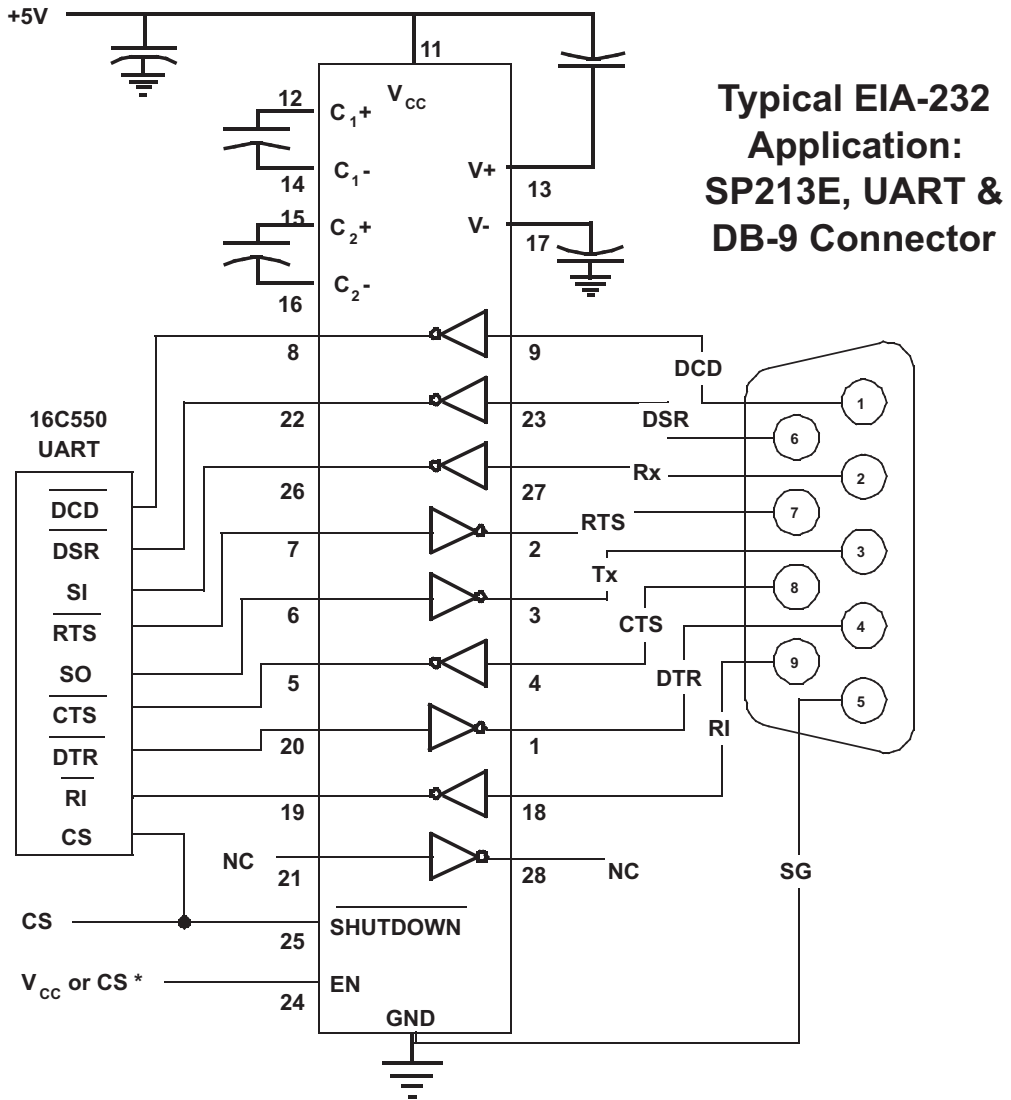 +5V
11
12
V CC
C1+
14
C1-
V+
13
15
C2+
V-
17
16
C2-
Typical EIA-232
Application:
SP213E, UART &
DB-9 Connector
8
9
DCD
1
22
23
DSR
6
16C550
UART
26
27
Rx
2
DCD
7
2
RTS
7
DSR
3
SI
6
3
Tx
8
RTS
CTS
4
SO
5
4
DTR
9
CTS
5
DTR
20
1
RI
RI
19
18
CS
NC
21
28
NC
SG
CS
25
SHUTDOWN
VCC or CS *
24
EN
GND